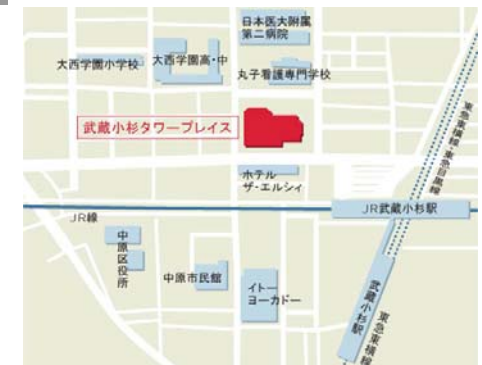 日本医大附属
第二病院
大西学園小学校
大西学園高・中
丸子看護専門学校
武蔵小杉タワープレイス
東急東横線・東急目黒線
ホテル
ザ・エルシィ
JR武蔵小杉駅
JR線
中原区役所
中原市民館
イトー
ヨーカドー
武蔵小杉駅
東急東横線